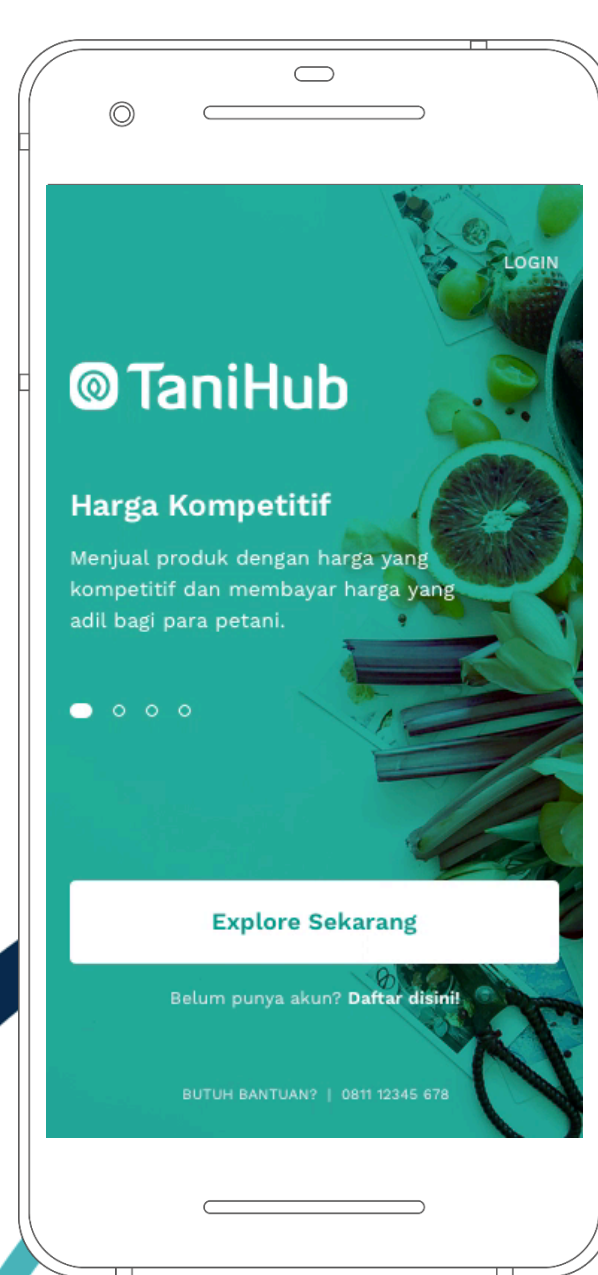 LOGIN
TaniHub
Harga Kompetitif
Menjual produk dengan harga yang
kompetitif dan membayar harga yang
adil bagi para petani.
Explore Sekarang
Belum punya akun? Daftar disini!
BUTUH BANTUAN? | 0811 12345 678